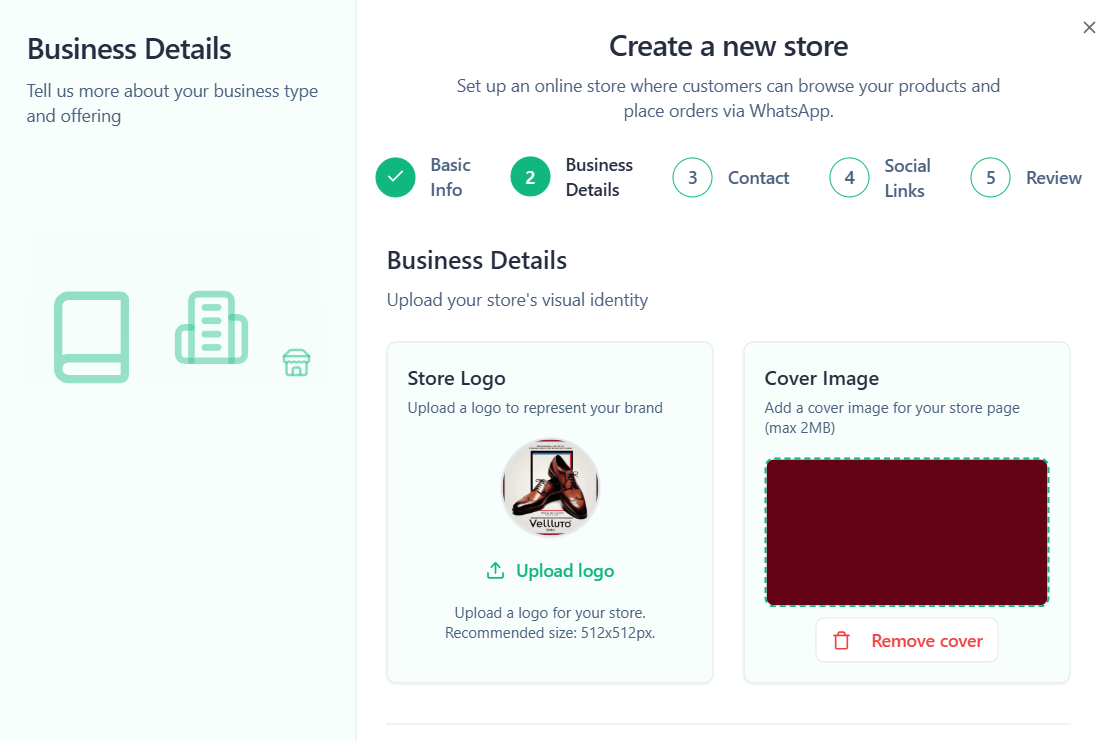 Business Details
Tell us more about your business type
and offering
Create a new store
Set up an online store where customers can browse your products and
place orders via WhatsApp.
Basic
Info
2
Business
Details
3
Contact
4
Social
Links
5
Review
Business Details
Upload your store's visual identity
Store Logo
Upload a logo to represent your brand
Vellluto
Upload logo
Upload a logo for your store.
Recommended size: 512x512px.
Cover Image
Add a cover image for your store page
(max 2MB)
Remove cover